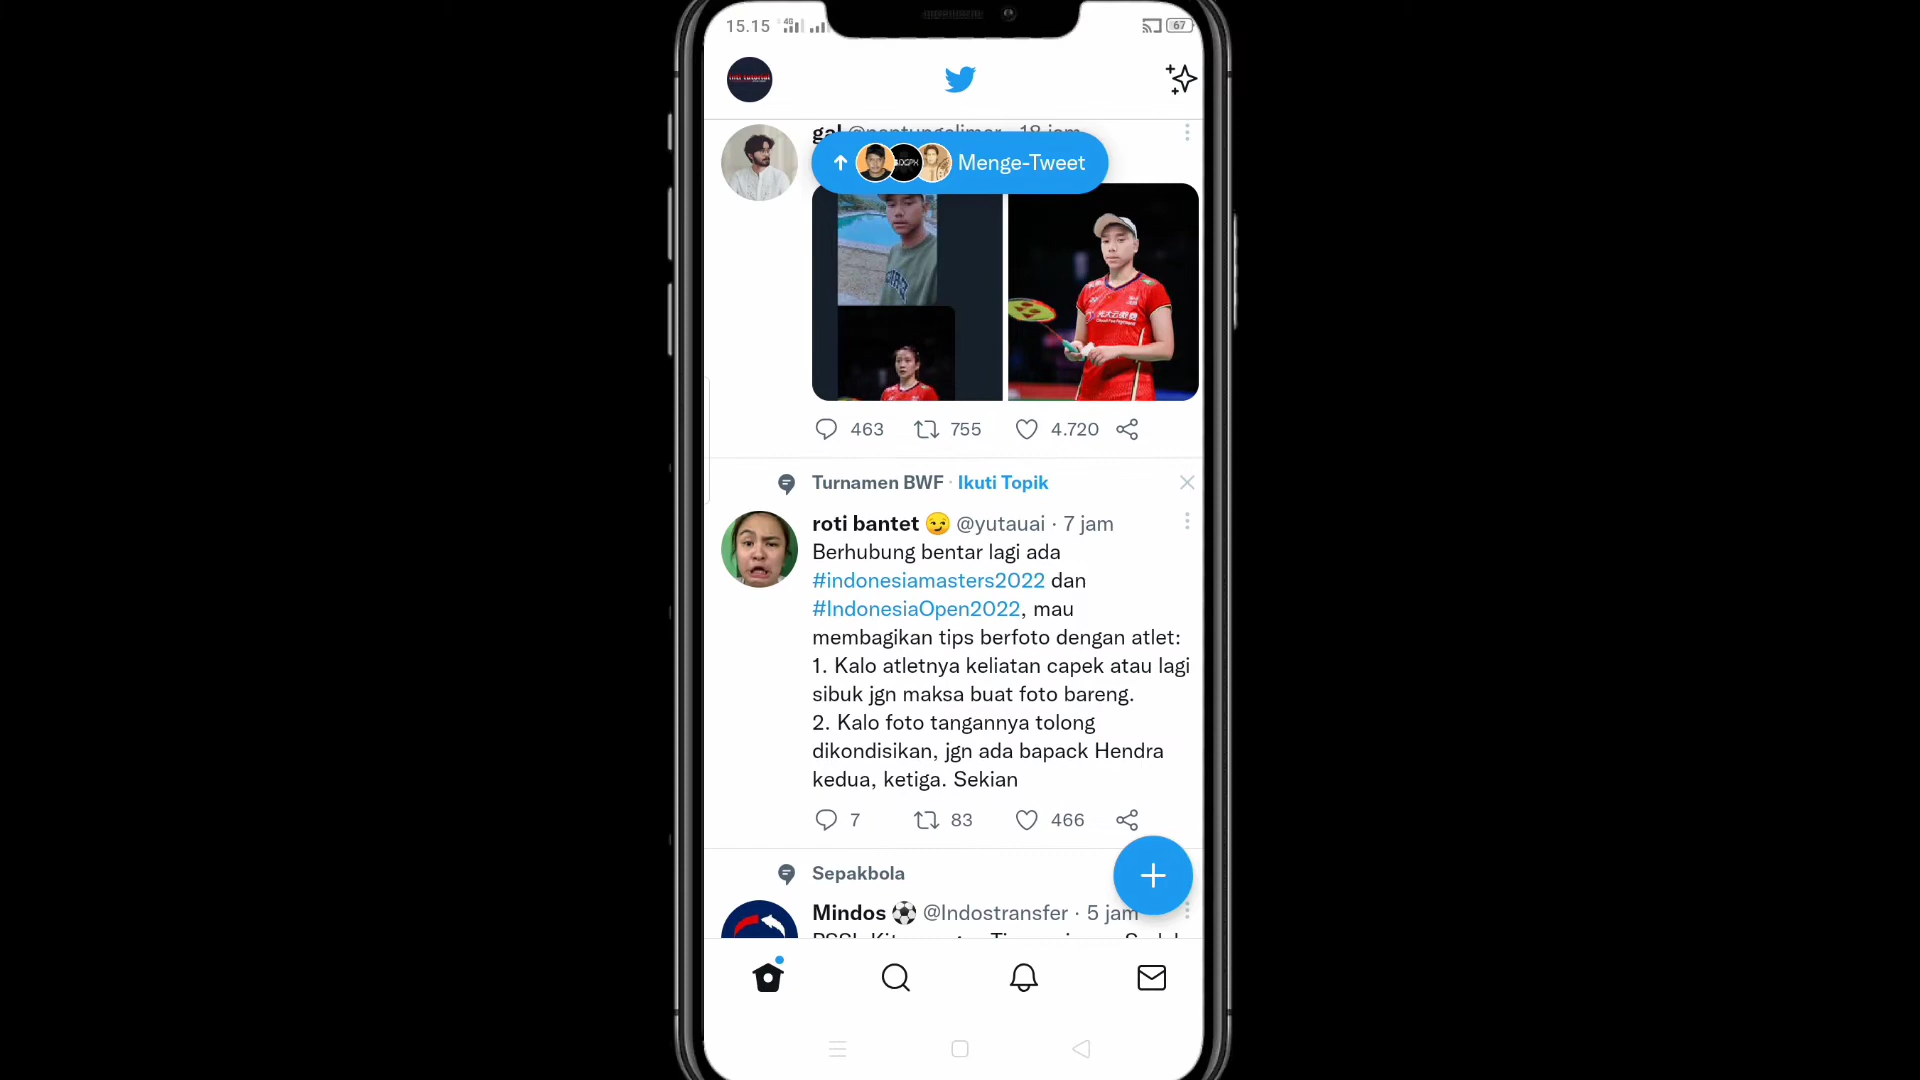 15.15
4G
67
gal
18 jam
Menge-Tweet
463 755 4.720
Turnamen BWF · Ikuti Topik
roti bantet 😏 @yutauai · 7 jam
Berhubung bentar lagi ada
#indonesiamasters2022 dan
#IndonesiaOpen2022, mau
membagikan tips berfoto dengan atlet:
1. Kalo atletnya keliatan capek atau lagi
sibuk jgn maksa buat foto bareng.
2. Kalo foto tangannya tolong
dikondisikan, jgn ada bapack Hendra
kedua, ketiga. Sekian
7 83 466
Sepakbola
Mindos ⚽ @Indostransfer · 5 jam